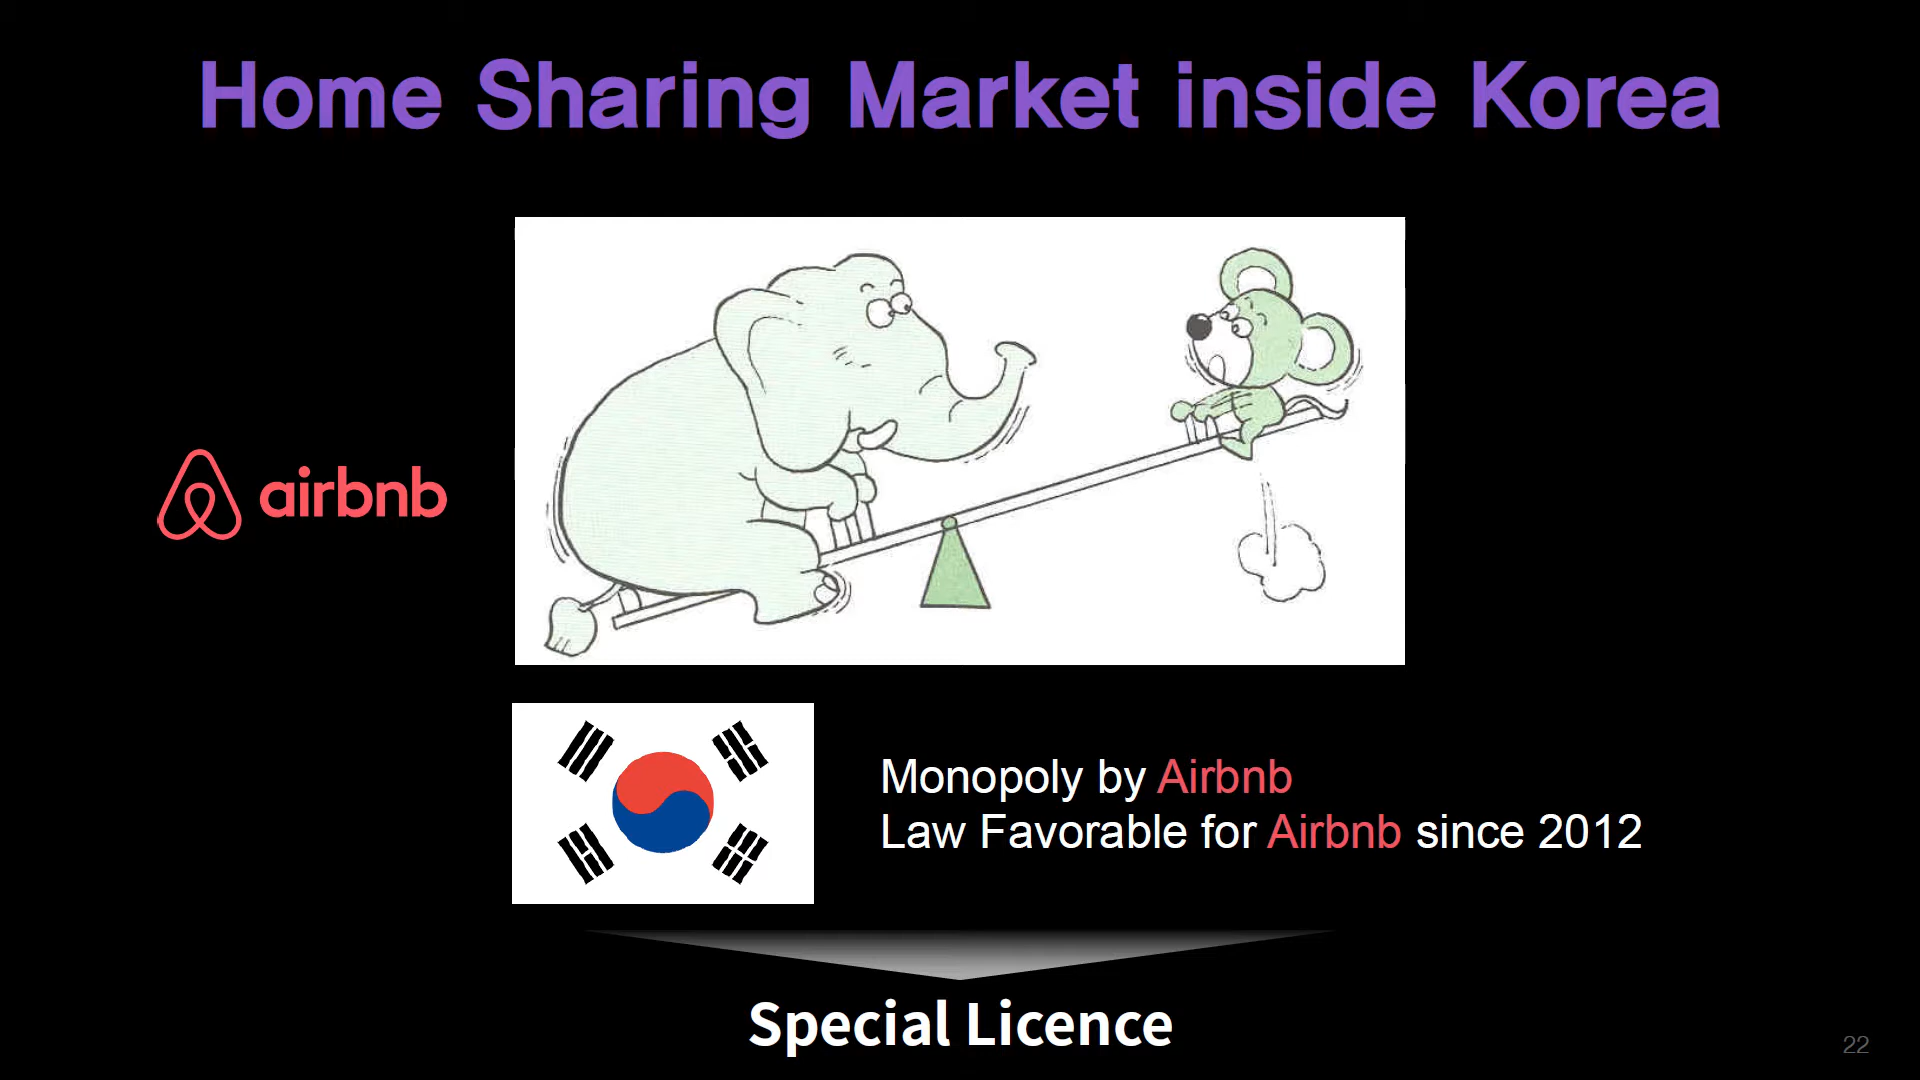 Home Sharing Market inside Korea
airbnb
Monopoly by Airbnb
Law Favorable for Airbnb since 2012
Special Licence
22